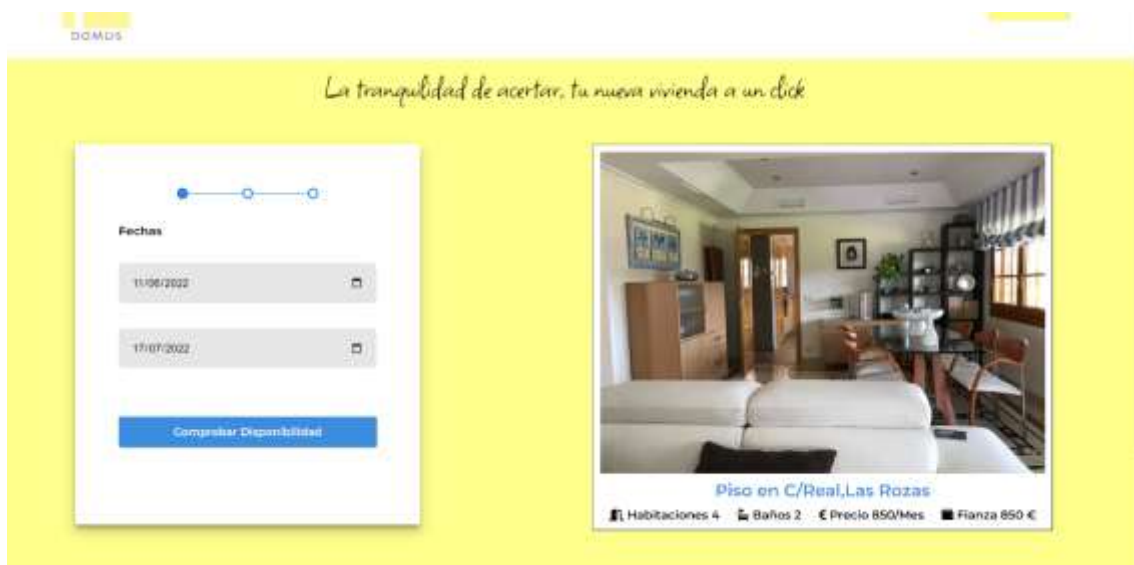 DOMUS
La tranquilidad de acertar, tu nueva vivienda a un click
Fechas
11/06/2022
17/07/2022
Comprobar Disponibilidad
Piso en C/Real,Las Rozas
Habitaciones 4 Baños 2 € Precio 850/Mes Fianza 850 €